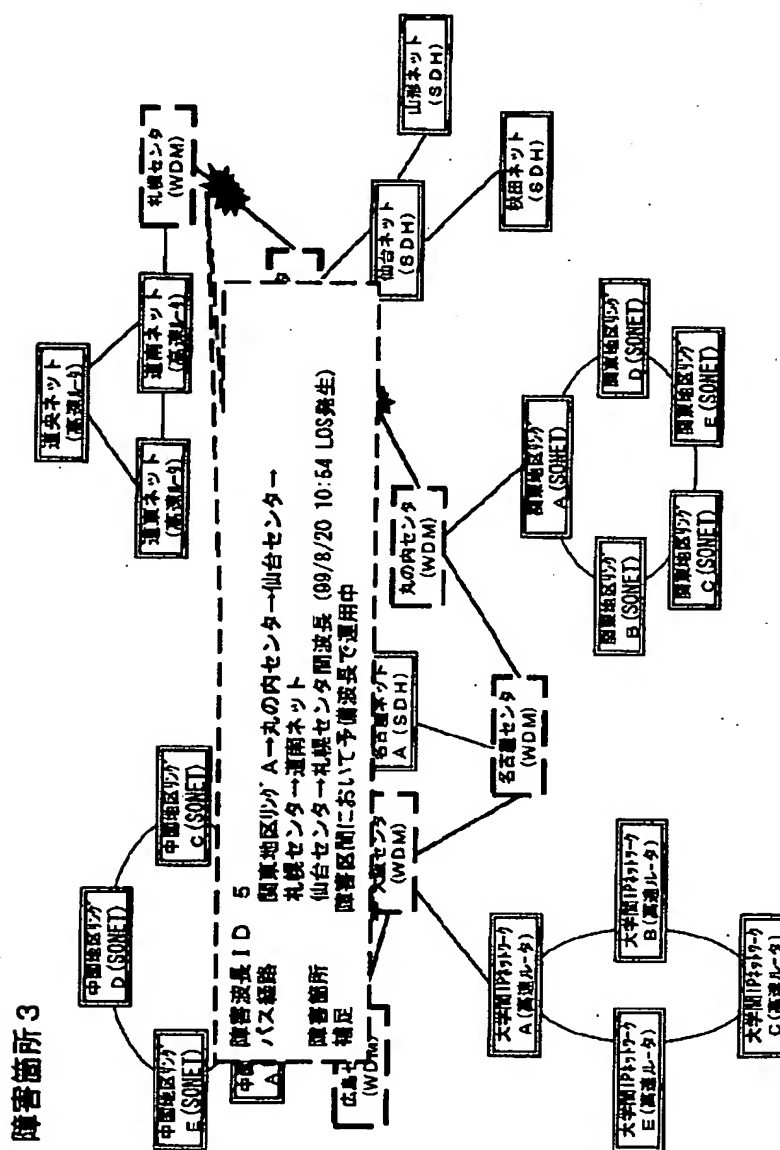 障害箇所3
中国地区リング
D (SONET)
中国地区リング
E (SONET)
中国地区リング
C (SONET)
中国
A
広島セ
(WDM)
道央ネット
(高速ルータ)
道東ネット
(高速ルータ)
道南ネット
(高速ルータ)
札幌センタ
(WDM)
障害波長ID 5
パス経路 関東地区リング A→丸の内センター→仙台センター→
札幌センター→道南ネット
障害箇所 仙台センター→札幌センタ間波長 (99/8/20 10:54 LOS発生)
補足 障害区間において予備波長で運用中
タ
大阪センタ
(WDM)
名古屋ネット
A (SDH)
名古屋センタ
(WDM)
丸の内センタ
(WDM)
仙台ネット
(SDH)
山形ネット
(SDH)
秋田ネット
(SDH)
大学間IPネットワーク
A (高速ルータ)
大学間IPネットワーク
B (高速ルータ)
大学間IPネットワーク
E (高速ルータ)
大学間IPネットワーク
C (高速ルータ)
関東地区リング
A (SONET)
関東地区リング
B (SONET)
関東地区リング
D (SONET)
関東地区リング
C (SONET)
関東地区リング
E (SONET)